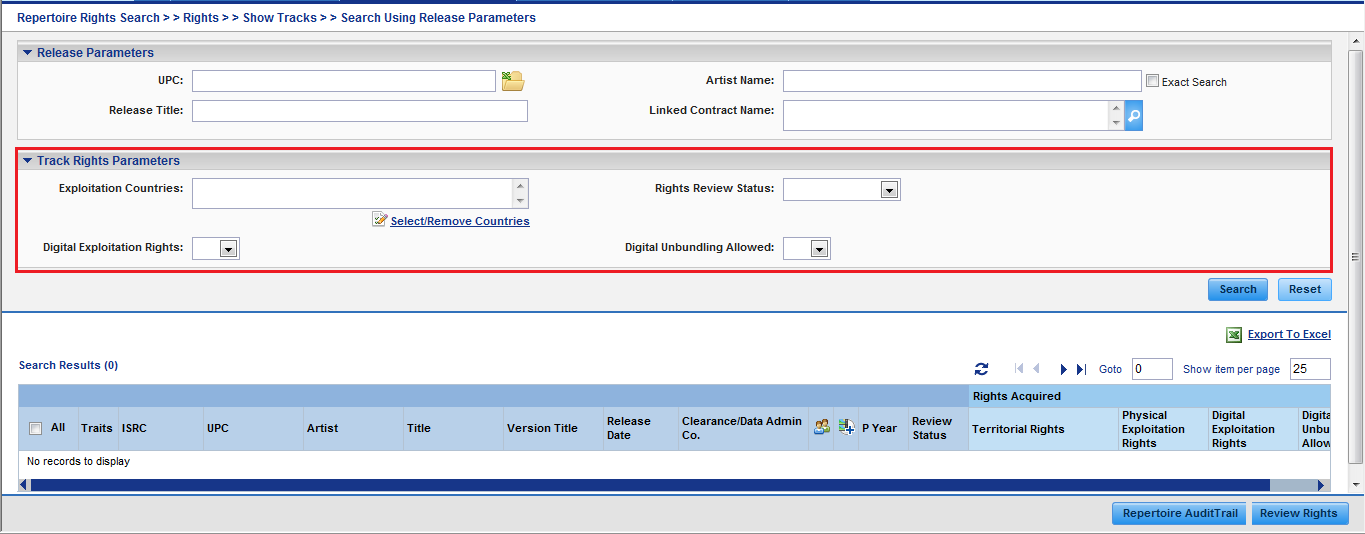 Repertoire Rights Search > > Rights > > Show Tracks > > Search Using Release Parameters
Release Parameters
UPC:
Artist Name:
Exact Search
Release Title:
Linked Contract Name:
Track Rights Parameters
Exploitation Countries:
Rights Review Status:
Select/Remove Countries
Digital Exploitation Rights:
Digital Unbundling Allowed:
Search
Reset
Export To Excel
Search Results (0)
Goto
0
Show item per page
25
Rights Acquired
All
Traits
ISRC
UPC
Artist
Title
Version Title
Release
Date
Clearance/Data Admin
Co.
P Year
Review
Status
Territorial Rights
Physical
Exploitation
Rights
Digital
Exploitation
Rights
Digita
Unbu
Allow
No records to display
Repertoire AuditTrail
Review Rights